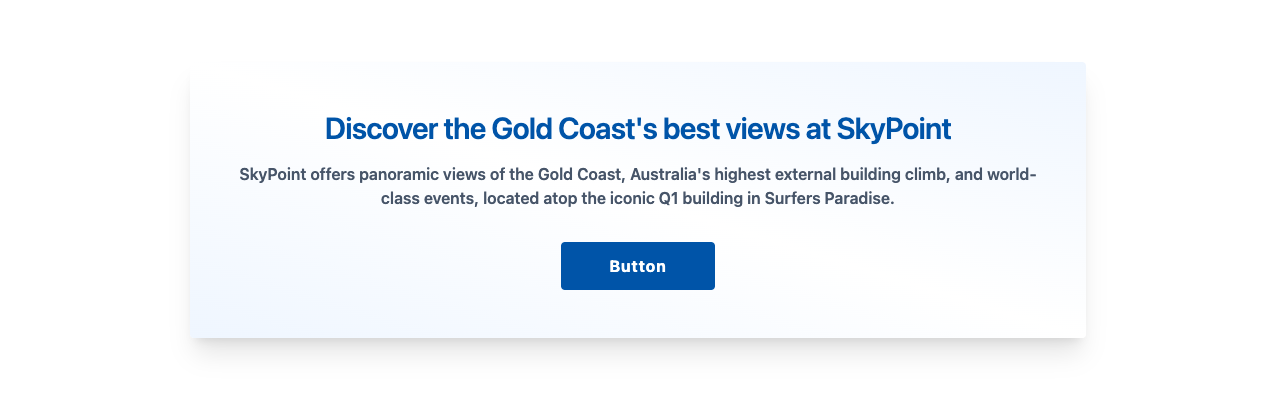 Discover the Gold Coast's best views at SkyPoint
SkyPoint offers panoramic views of the Gold Coast, Australia's highest external building climb, and world-
class events, located atop the iconic Q1 building in Surfers Paradise.
Button